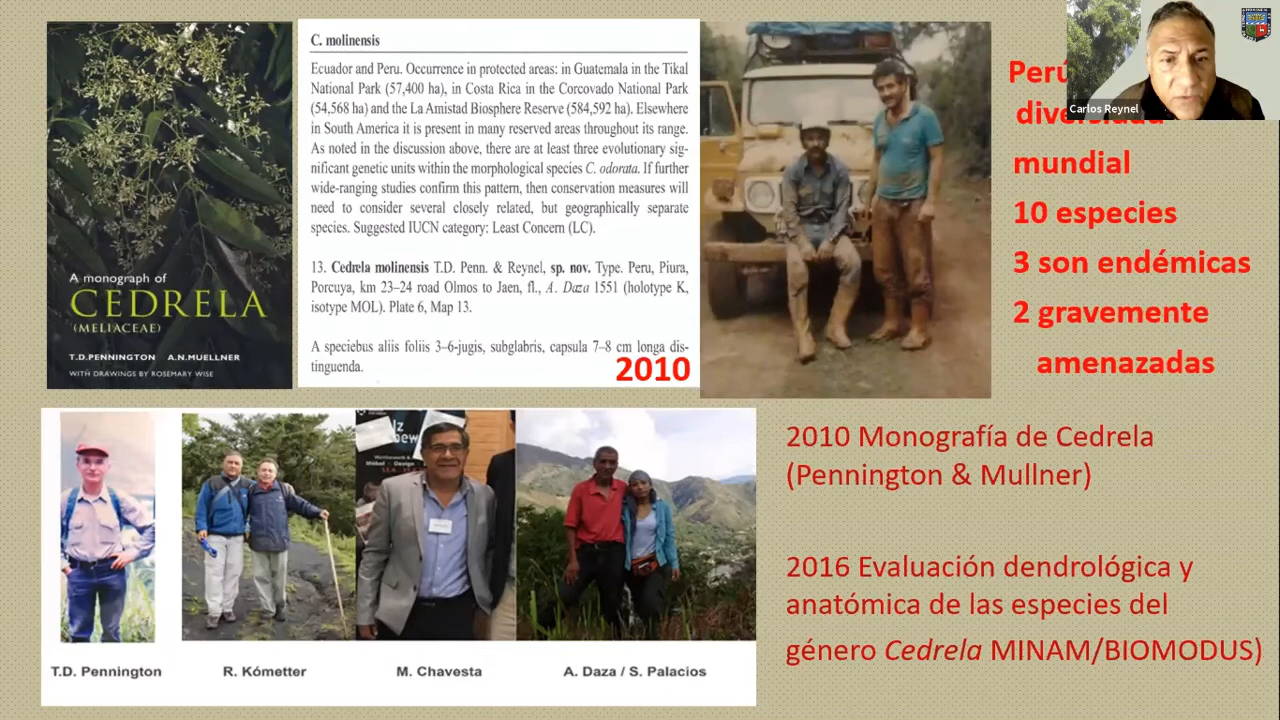 A monograph of
CEDRELA
(MELIACEAE)
T.D.PENNINGTON A.N.MUELLNER
WITH DRAWINGS BY ROSEMARY WISE
C. molinensis
Ecuador and Peru. Occurrence in protected areas: in Guatemala in the Tikal
National Park (57,400 ha), in Costa Rica in the Corcovado National Park
(54,568 ha) and the La Amistad Biosphere Reserve (584,592 ha). Elsewhere
in South America it is present in many reserved areas throughout its range.
As noted in the discussion above, there are at least three evolutionary sig-
nificant genetic units within the morphological species C. odorata. If further
wide-ranging studies confirm this pattern, then conservation measures will
need to consider several closely related, but geographically separate
species. Suggested IUCN category: Least Concern (LC).
13. Cedrela molinensis T.D. Penn. & Reynel, sp. nov. Type. Peru, Piura,
Porcuya, km 23–24 road Olmos to Jaen, fl., A. Daza 1551 (holotype K,
isotype MOL). Plate 6, Map 13.
A speciebus aliis foliis 3–6-jugis, subglabris, capsula 7–8 cm longa dis-
tinguenda.
2010
Carlos Reynel
Perú
mundial
10 especies
3 son endémicas
2 gravemente
amenazadas
T.D. Pennington
R. Kómetter
M. Chavesta
A. Daza / S. Palacios
2010 Monografía de Cedrela
(Pennington & Mullner)
2016 Evaluación dendrológica y
anatómica de las especies del
género Cedrela MINAM/BIOMODUS)